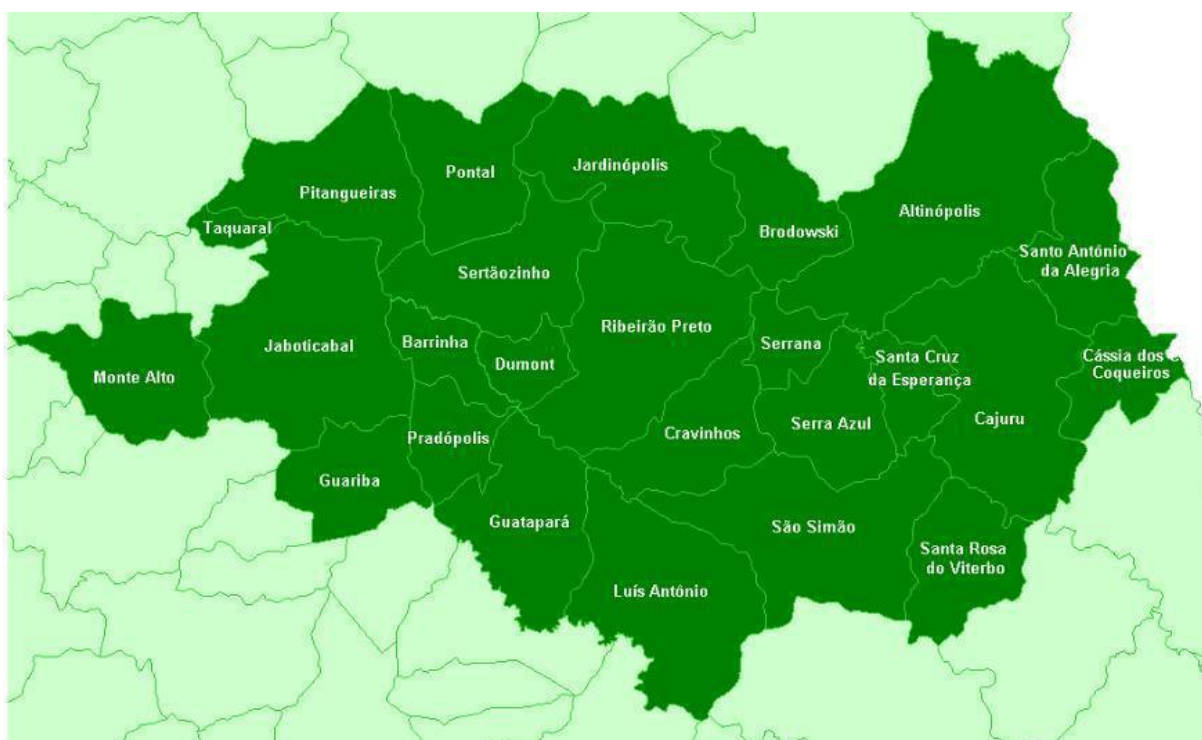 Pitangueiras
Pontal
Jardinópolis
Taquaral
Brodowski
Altinópolis
Santo Antônio
da Alegria
Sertãozinho
Jaboticabal
Barrinha
Dumont
Ribeirão Preto
Serrana
Santa Cruz
da Esperança
Cássia dos C
Coqueiros
Monte Alto
Pradópolis
Cravinhos
Serra Azul
Cajuru
Guariba
Guatapará
São Simão
Luís Antônio
Santa Rosa
do Viterbo